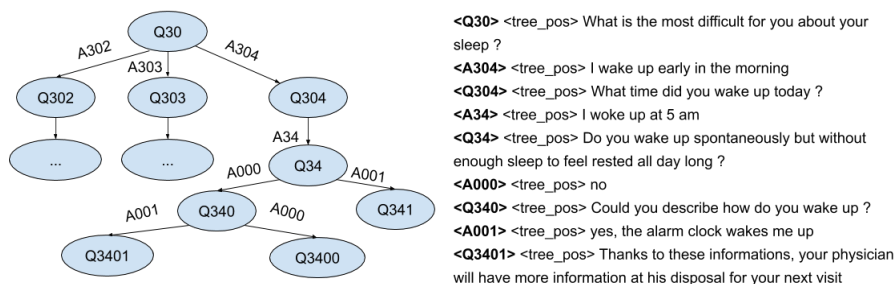 Q30
A302
A303
A304
Q302
Q303
Q304
A34
...
...
Q34
A000
A001
Q340
Q341
A001
A000
Q3401
Q3400
<Q30> <tree_pos> What is the most difficult for you about your
sleep ?
<A304> <tree_pos> I wake up early in the morning
<Q304> <tree_pos> What time did you wake up today ?
<A34> <tree_pos> I woke up at 5 am
<Q34> <tree_pos> Do you wake up spontaneously but without
enough sleep to feel rested all day long ?
<A000> <tree_pos> no
<Q340> <tree_pos> Could you describe how do you wake up ?
<A001> <tree_pos> yes, the alarm clock wakes me up
<Q3401> <tree_pos> Thanks to these informations, your physician
will have more information at his disposal for your next visit